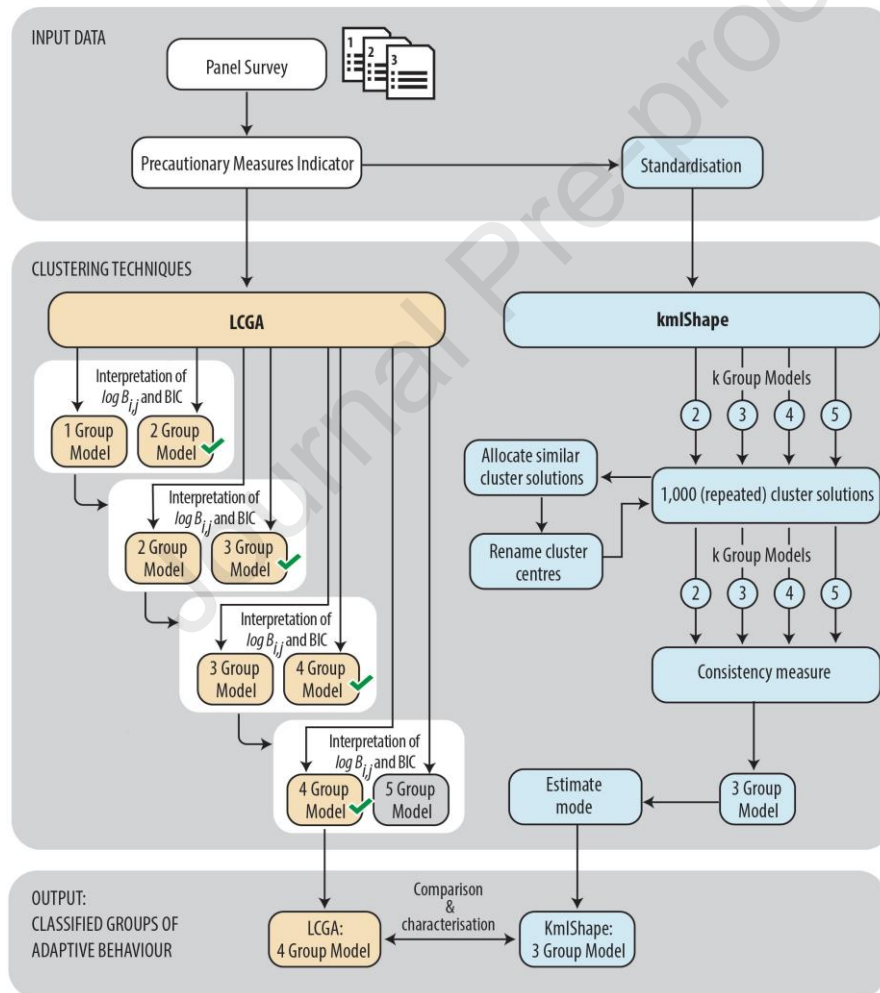 INPUT DATA
Panel Survey
1
2
3
Precautionary Measures Indicator
Standardisation
CLUSTERING TECHNIQUES
LCGA
kmlShape
Interpretation of
log B i,j and BIC
1 Group
Model
2 Group
Model
Interpretation of
log B i,j and BIC
2 Group
Model
3 Group
Model
Interpretation of
log B i,j and BIC
3 Group
Model
4 Group
Model
Interpretation of
log B i,j and BIC
4 Group
Model
5 Group
Model
k Group Models
2
3
4
5
Allocate similar
cluster solutions
1,000 (repeated) cluster solutions
Rename cluster
centres
k Group Models
2
3
4
5
Consistency measure
3 Group
Model
Estimate
mode
OUTPUT:
CLASSIFIED GROUPS OF
ADAPTIVE BEHAVIOUR
LCGA:
4 Group Model
Comparison
&
characterisation
KmlShape:
3 Group Model
Journal Pre-proo